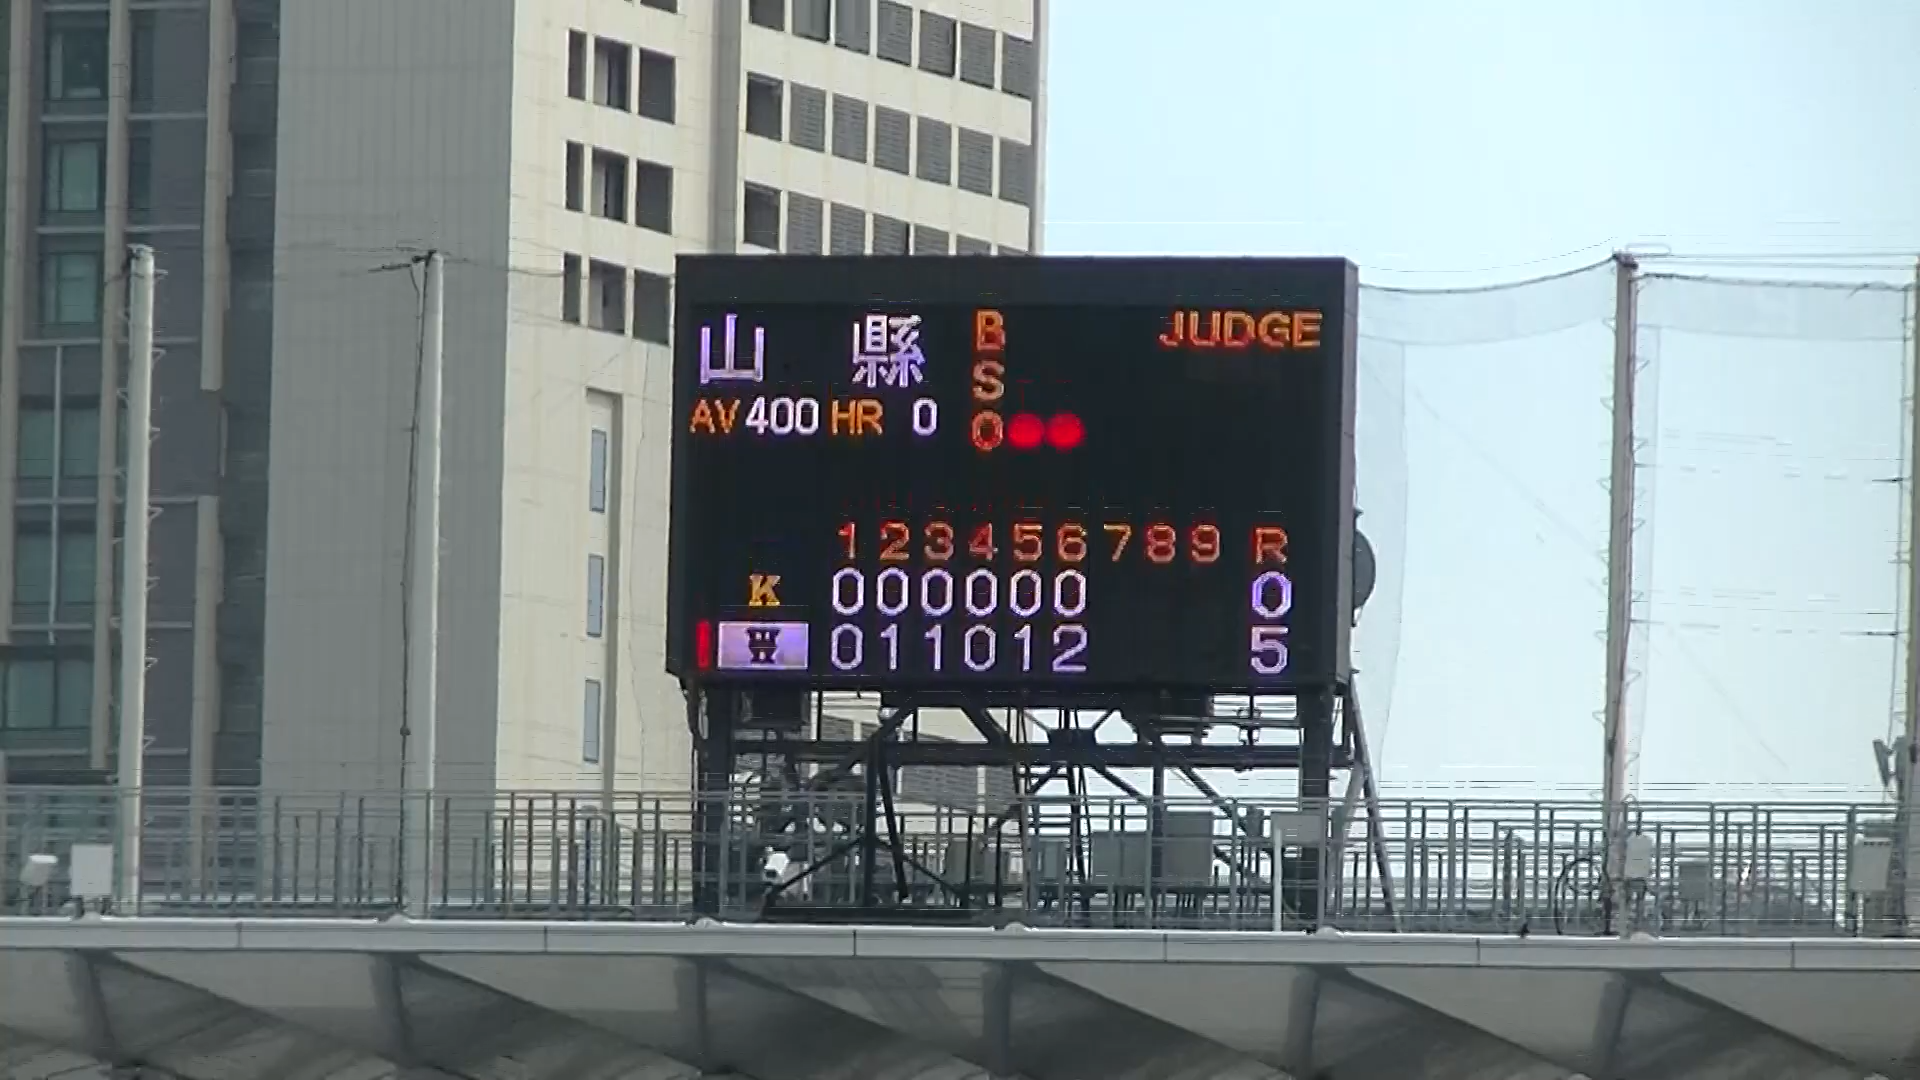 山 縣
B
JUDGE
S
AV 400 HR 0
O
1 2 3 4 5 6 7 8 9 R
K 0 0 0 0 0 0 0
0 1 1 0 1 2 5